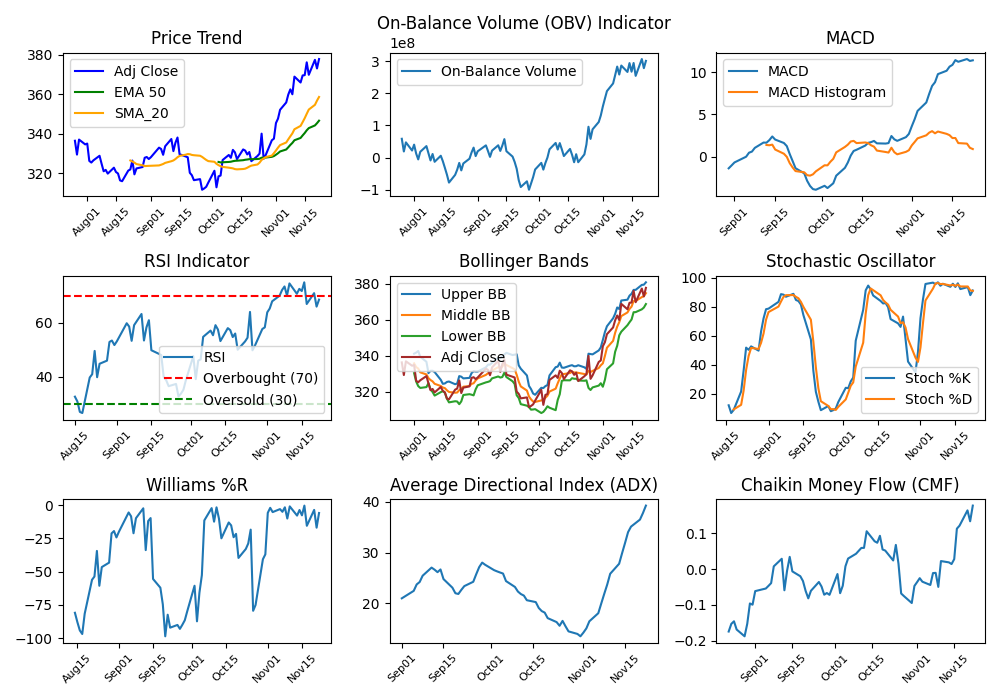 On-Balance Volume (OBV) Indicator
Price Trend
MACD
1e8
380
360
340
320
Adj Close
EMA 50
SMA_20
Aug01
Aug15
Sep01
Sep15
Oct01
Oct15
Nov01
Nov15
3
2
1
0
−1
On-Balance Volume
Aug01
Aug15
Sep01
Sep15
Oct01
Oct15
Nov01
Nov15
10
5
0
MACD
MACD Histogram
Sep01
Sep15
Oct01
Oct15
Nov01
Nov15
RSI Indicator
Bollinger Bands
Stochastic Oscillator
60
40
RSI
Overbought (70)
Oversold (30)
Aug15
Sep01
Sep15
Oct01
Oct15
Nov01
Nov15
380
360
340
320
Upper BB
Middle BB
Lower BB
Adj Close
Aug01
Aug15
Sep01
Sep15
Oct01
Oct15
Nov01
Nov15
100
80
60
40
20
Stoch %K
Stoch %D
Aug15
Sep01
Sep15
Oct01
Oct15
Nov01
Nov15
Williams %R
Average Directional Index (ADX)
Chaikin Money Flow (CMF)
0
−25
−50
−75
−100
Aug15
Sep01
Sep15
Oct01
Oct15
Nov01
Nov15
40
30
20
Sep01
Sep15
Oct01
Oct15
Nov01
Nov15
0.1
0.0
−0.1
−0.2
Sep01
Sep15
Oct01
Oct15
Nov01
Nov15